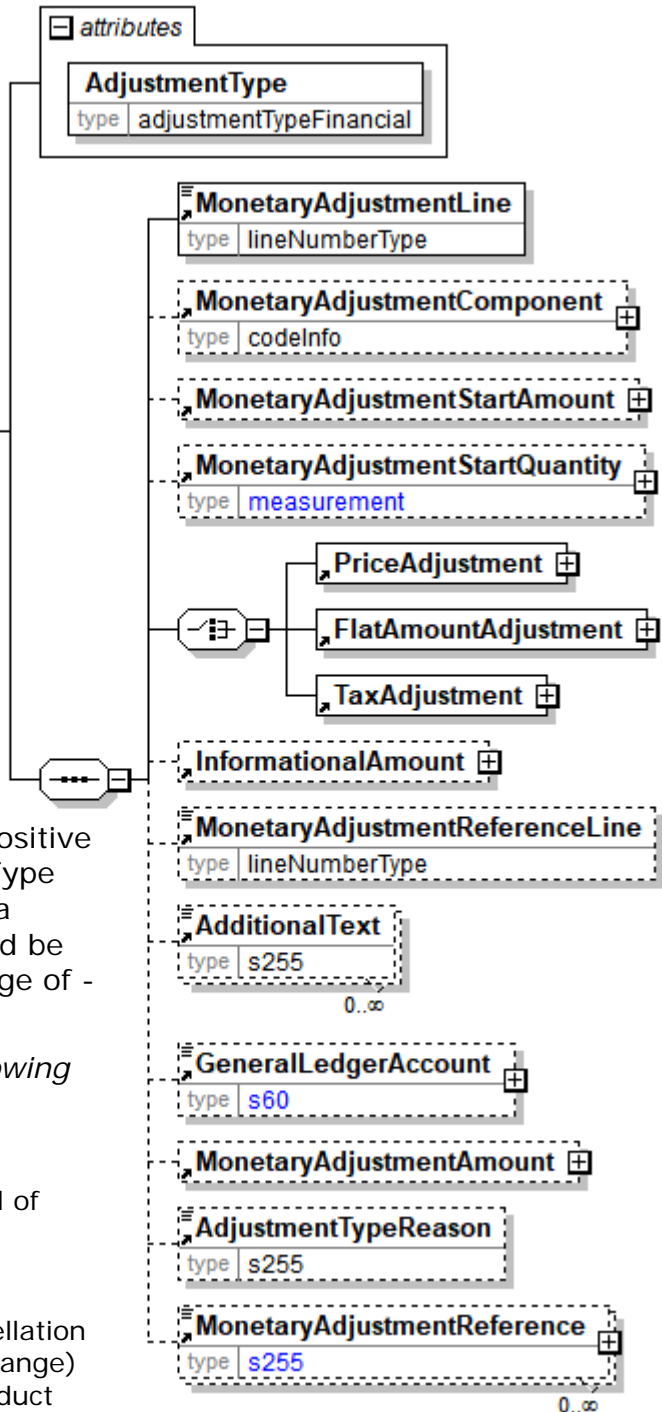 attributes
AdjustmentType
type adjustmentTypeFinancial
MonetaryAdjustmentLine
type lineNumberType
MonetaryAdjustmentComponent
type codeInfo
MonetaryAdjustmentStartAmount
MonetaryAdjustmentStartQuantity
type measurement
PriceAdjustment
FlatAmountAdjustment
TaxAdjustment
InformationalAmount
MonetaryAdjustmentReferenceLine
type lineNumberType
AdditionalText
type s255
0..∞
GeneralLedgerAccount
type s60
MonetaryAdjustmentAmount
AdjustmentTypeReason
type s255
MonetaryAdjustmentReference
type s255
0..∞
ositive
ype
a
d be
ge of -
owing
l of
ellation
ange)
duct